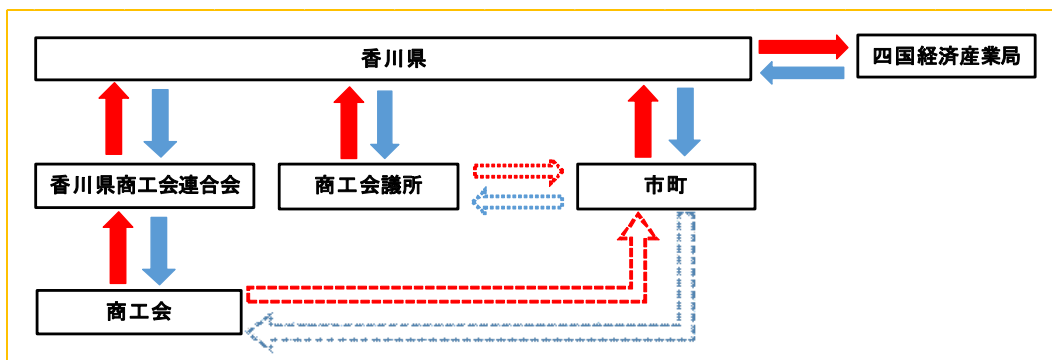 香川県
四国経済産業局
香川県商工会連合会
商工会議所
市町
商工会